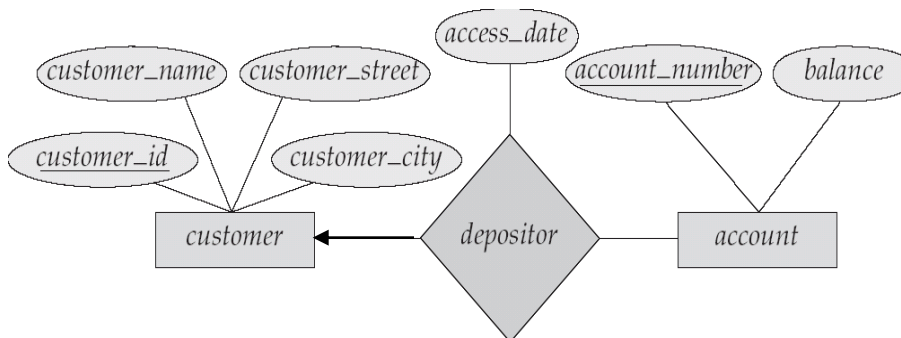 access_date
customer_name
customer_street
account_number
balance
customer_id
customer_city
customer
depositor
account